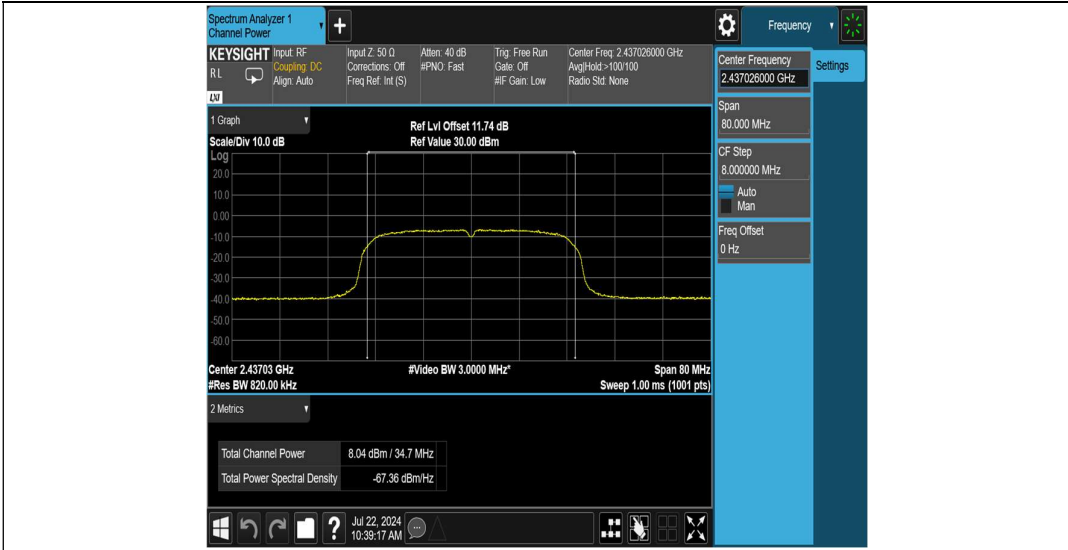 Spectrum Analyzer 1
Channel Power
+
Frequency
KEYSIGHT
Input: RF
Input Z: 50 Ω
Atten: 40 dB
Trig: Free Run
Center Freq: 2.437026000 GHz
RL
Coupling: DC
Corrections: Off
#PNO: Fast
Gate: Off
Avg|Hold:>100/100
Align: Auto
Freq Ref: Int (S)
#IF Gain: Low
Radio Std: None
LXI
Center Frequency
2.437026000 GHz
Settings
Span
80.000 MHz
CF Step
8.000000 MHz
Auto
Man
Freq Offset
0 Hz
1 Graph
Ref Lvl Offset 11.74 dB
Scale/Div 10.0 dB
Ref Value 30.00 dBm
Log
20.0
10.0
0.00
-10.0
-20.0
-30.0
-40.0
-50.0
-60.0
Center 2.43703 GHz
#Video BW 3.0000 MHz*
Span 80 MHz
#Res BW 820.00 kHz
Sweep 1.00 ms (1001 pts)
2 Metrics
Total Channel Power 8.04 dBm / 34.7 MHz
Total Power Spectral Density -67.36 dBm/Hz
?
Jul 22, 2024
10:39:17 AM